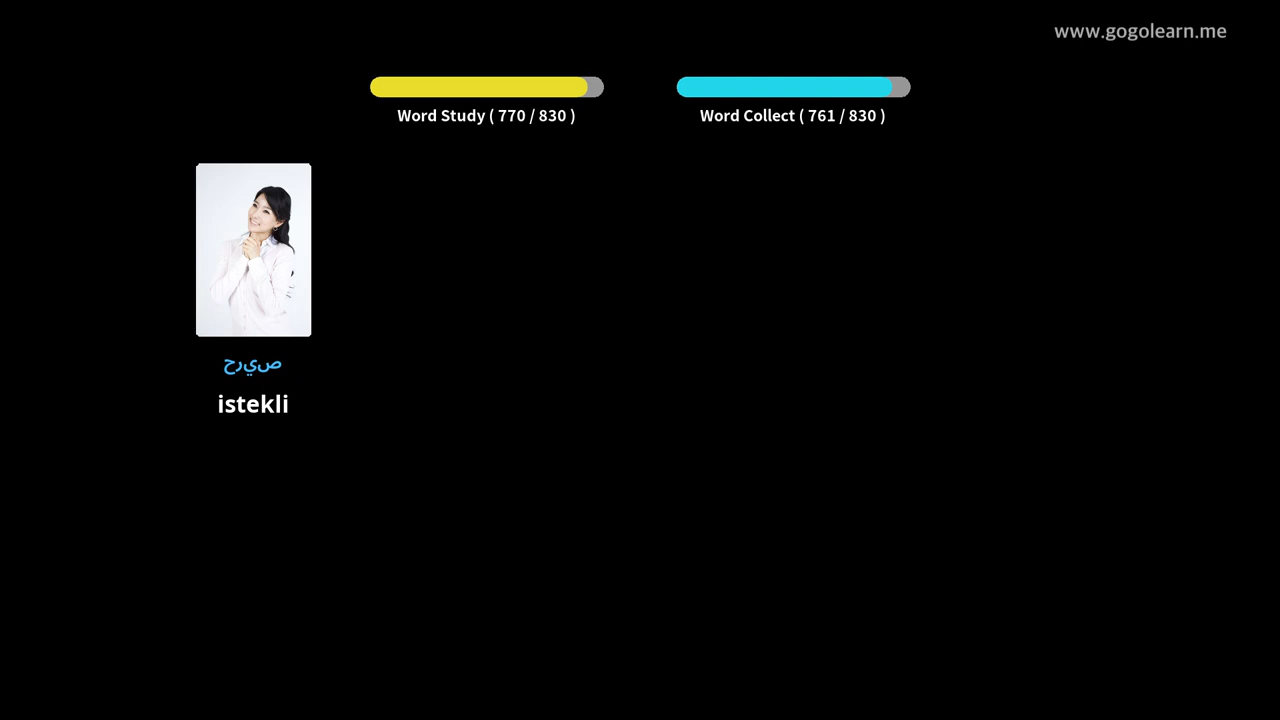 www.gogolearn.me
Word Study ( 770 / 830 )
Word Collect ( 761 / 830 )
حريص
istekli